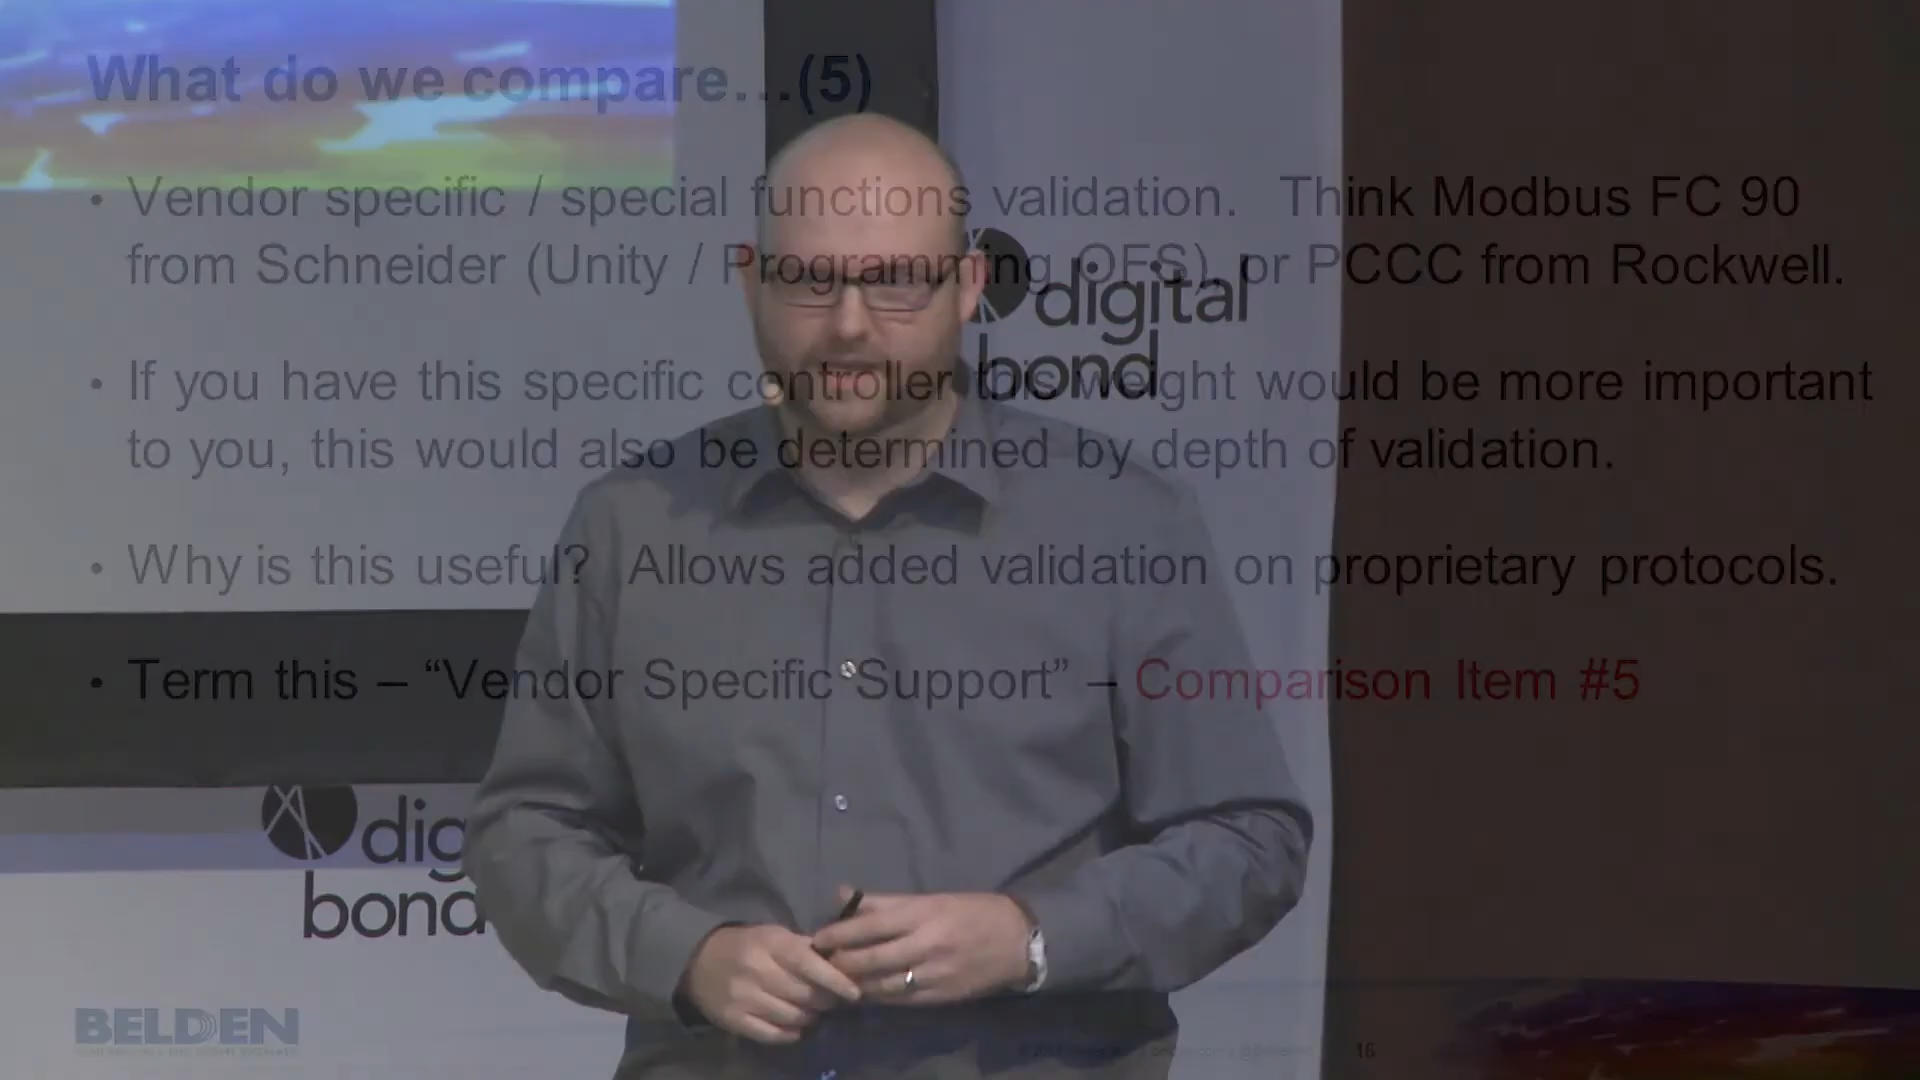 What do we compare…(5)
• Vendor specific / special functions validation. Think Modbus FC 90
from Schneider (Unity / Programming OFS), or PCCC from Rockwell.
digital
bond
• If you have this specific controller this weight would be more important
to you, this would also be determined by depth of validation.
• Why is this useful? Allows added validation on proprietary protocols.
• Term this – “Vendor Specific Support” – Comparison Item #5
dig
bond
BELDEN
16